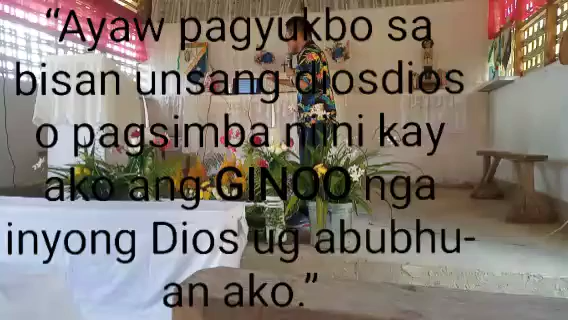 “Ayaw pagyukbo sa
bisan unsang diosdios
o pagsimba niini kay
ako ang GINOO nga
inyong Dios ug abubhu-
an ako.”